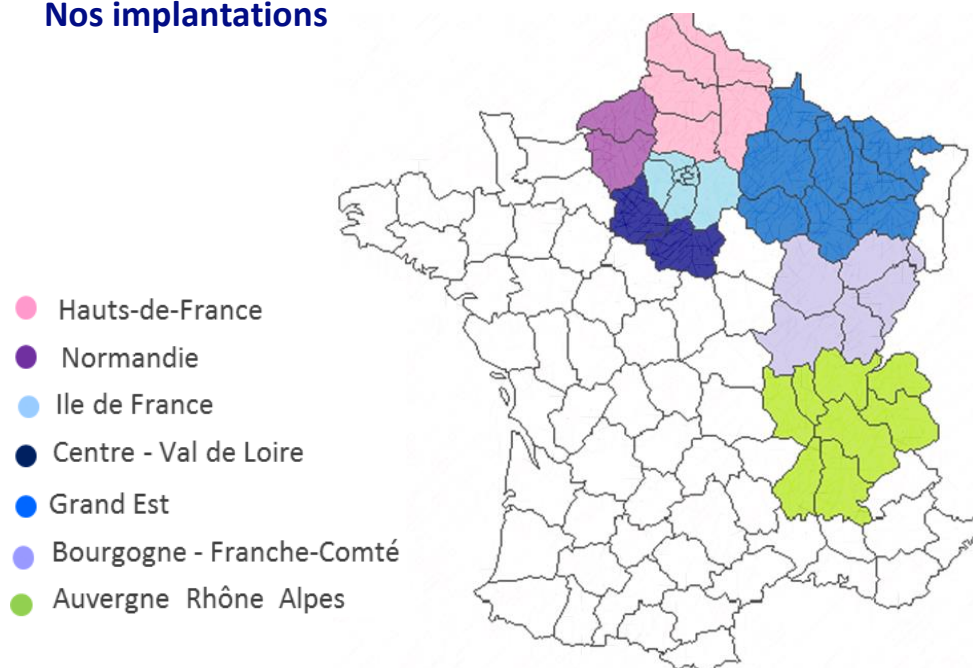 Nos implantations
Hauts-de-France
Normandie
Ile de France
Centre - Val de Loire
Grand Est
Bourgogne - Franche-Comté
Auvergne Rhône Alpes